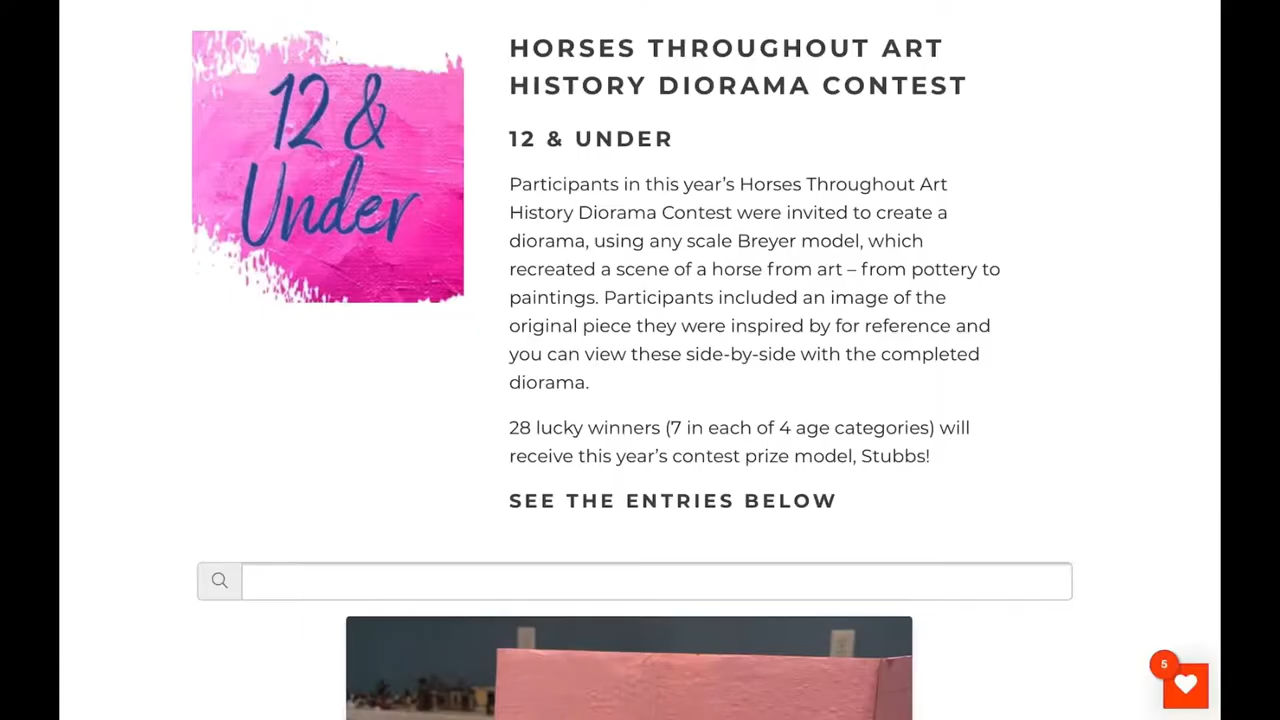 12 &
Under
HORSES THROUGHOUT ART
HISTORY DIORAMA CONTEST
12 & UNDER
Participants in this year’s Horses Throughout Art
History Diorama Contest were invited to create a
diorama, using any scale Breyer model, which
recreated a scene of a horse from art – from pottery to
paintings. Participants included an image of the
original piece they were inspired by for reference and
you can view these side-by-side with the completed
diorama.
28 lucky winners (7 in each of 4 age categories) will
receive this year’s contest prize model, Stubbs!
SEE THE ENTRIES BELOW
5